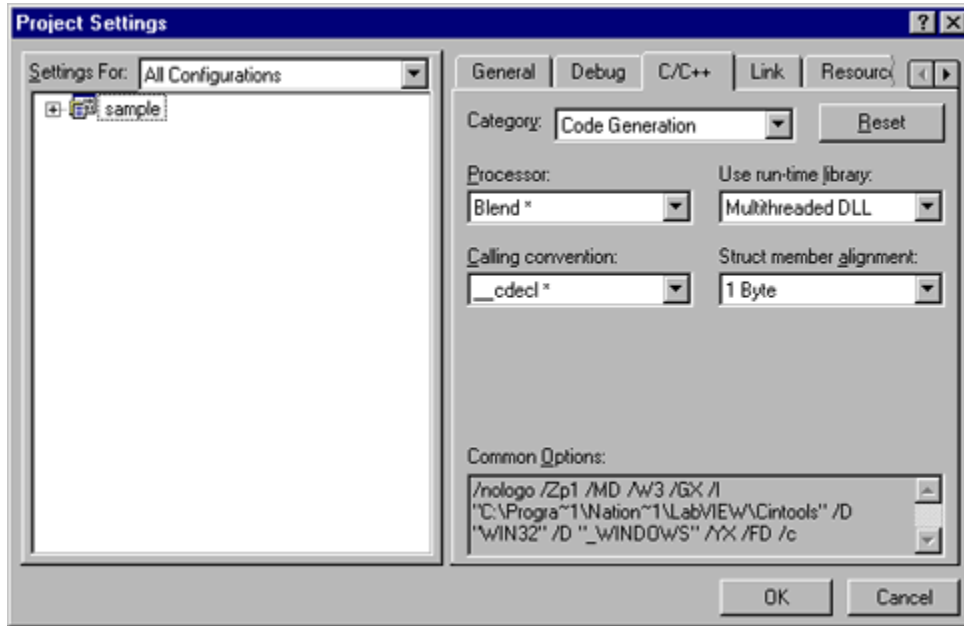 Project Settings
Settings For: All Configurations
sample
General Debug C/C++ Link Resourc
Category: Code Generation Reset
Processor: Use run-time library:
Blend * Multithreaded DLL
Calling convention: Struct member alignment:
__cdecl * 1 Byte
Common Options:
/nologo /Zp1 /MD /W3 /GX /I
"C:\Progra~1\Nation~1\LabVIEW\Cintools" /D
"WIN32" /D "_WINDOWS" /YX /FD /c
OK Cancel